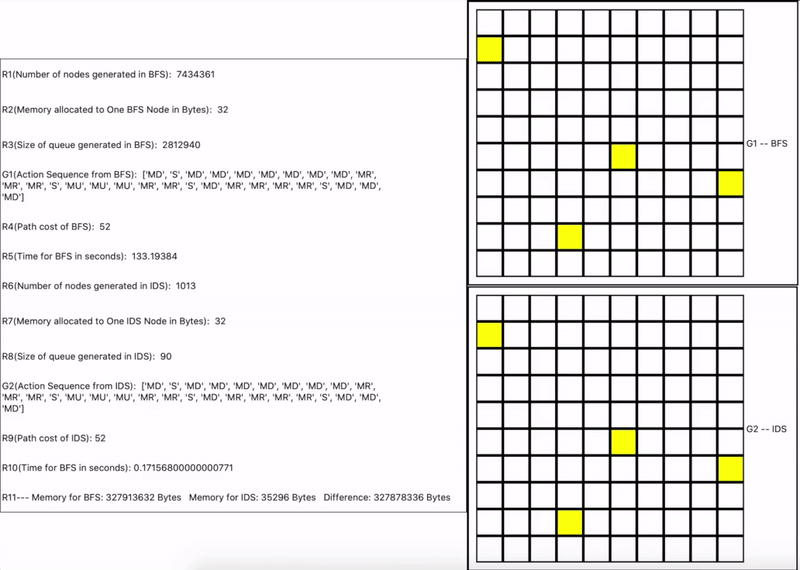 R1(Number of nodes generated in BFS):  7434361
R2(Memory allocated to One BFS Node in Bytes):  32
R3(Size of queue generated in BFS):  2812940
G1(Action Sequence from BFS):  ['MD', 'S', 'MD', 'MD', 'MD', 'MD', 'MD', 'MD', 'MD', 'MR',
'MR', 'MR', 'S', 'MU', 'MU', 'MU', 'MR', 'MR', 'S', 'MD', 'MR', 'MR', 'MR', 'MR', 'S', 'MD', 'MD',
'MD']
R4(Path cost of BFS):  52
R5(Time for BFS in seconds):  133.19384
R6(Number of nodes generated in IDS):  1013
R7(Memory allocated to One IDS Node in Bytes):  32
R8(Size of queue generated in IDS):  90
G2(Action Sequence from IDS):  ['MD', 'S', 'MD', 'MD', 'MD', 'MD', 'MD', 'MD', 'MD', 'MR',
'MR', 'MR', 'S', 'MU', 'MU', 'MU', 'MR', 'MR', 'S', 'MD', 'MR', 'MR', 'MR', 'MR', 'S', 'MD', 'MD',
'MD']
R9(Path cost of IDS): 52
R10(Time for BFS in seconds): 0.17156800000000771
R11--- Memory for BFS: 327913632 Bytes   Memory for IDS: 35296 Bytes   Difference: 327878336 Bytes
G1 -- BFS
G2 -- IDS